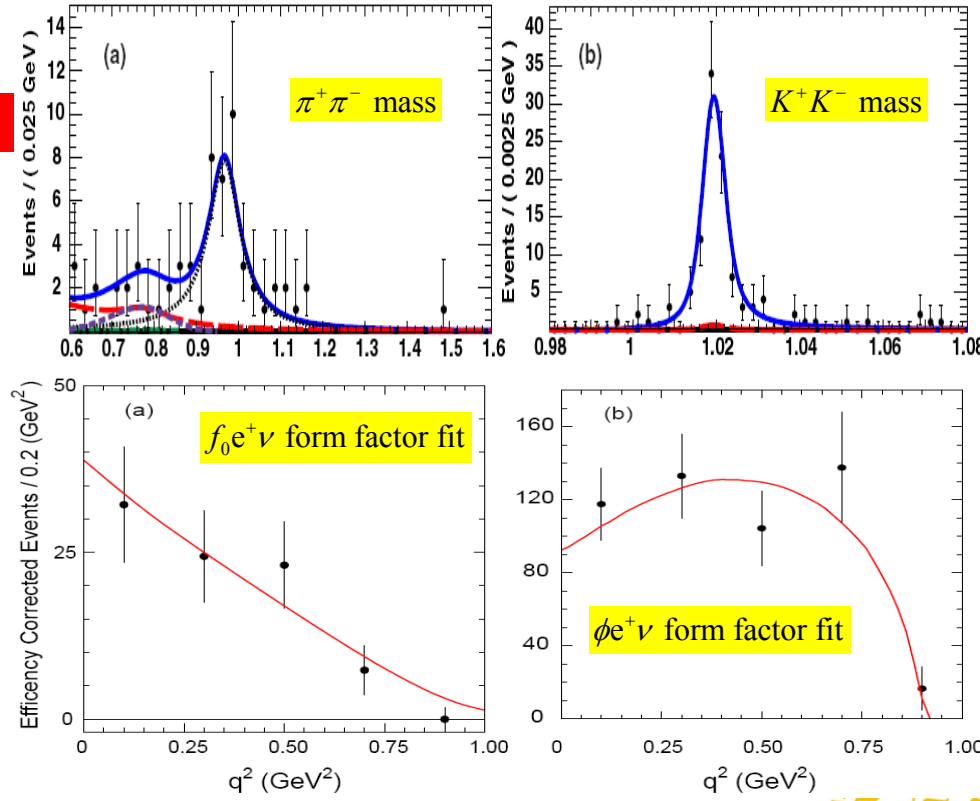 Events / ( 0.025 GeV )
14
12
10
8
6
4
2
(a)
π⁺π⁻ mass
0.6 0.7 0.8 0.9 1 1.1 1.2 1.3 1.4 1.5 1.6
Events / ( 0.0025 GeV )
40
35
30
25
20
15
10
5
(b)
K⁺K⁻ mass
0.98 1 1.02 1.04 1.06 1.08
Efficency Corrected Events / 0.2 (GeV²)
50
25
0
(a)
f₀e⁺ν form factor fit
0 0.25 0.50 0.75 1.00
q² (GeV²)
160
120
80
40
0
(b)
ϕe⁺ν form factor fit
0 0.25 0.50 0.75 1.00
q² (GeV²)